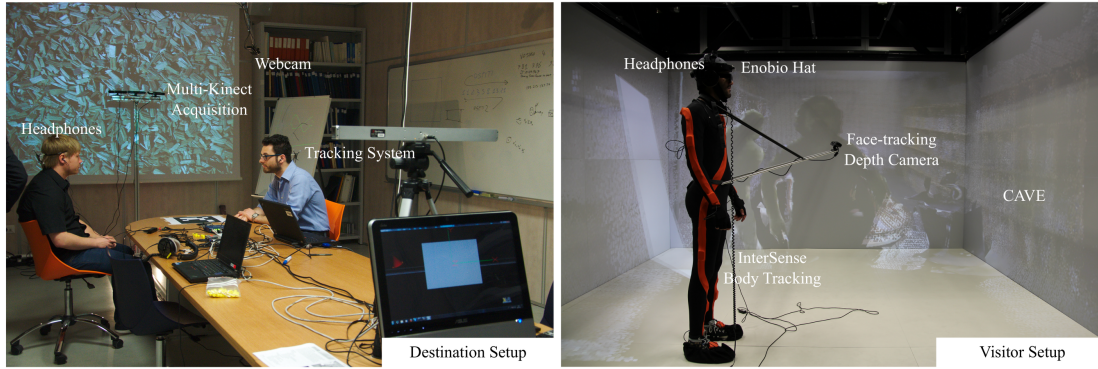 Webcam
Multi-Kinect
Acquisition
Headphones
Tracking System
Destination Setup
Headphones
Enobio Hat
Face-tracking
Depth Camera
CAVE
InterSense
Body Tracking
Visitor Setup